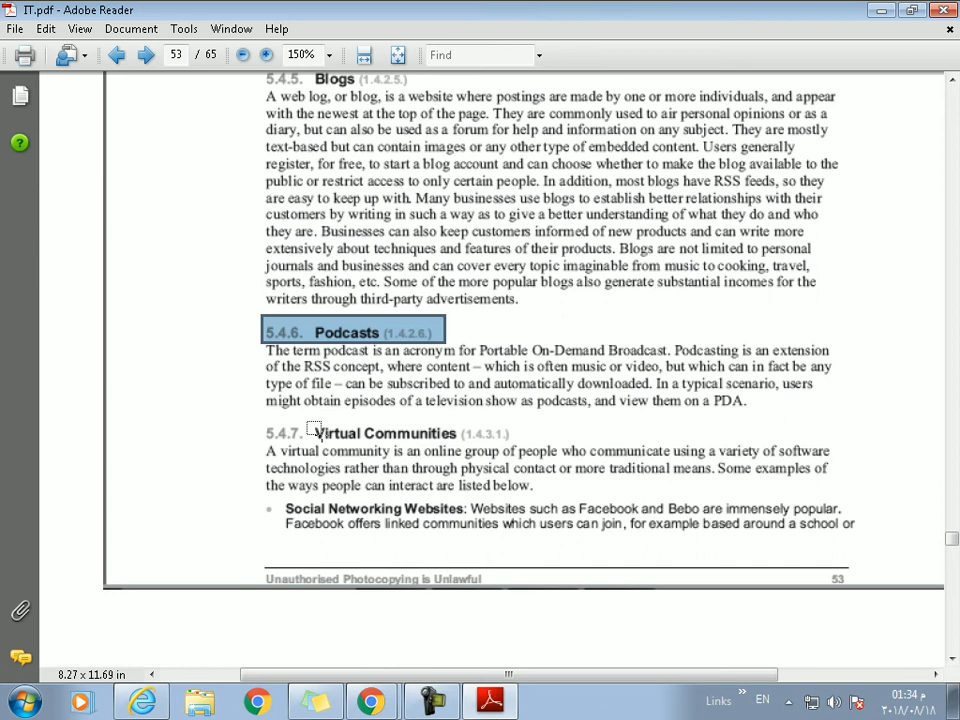 IT.pdf - Adobe Reader
File Edit View Document Tools Window Help
53 / 65 150% Find
5.4.5. Blogs (1.4.2.5.)
A web log, or blog, is a website where postings are made by one or more individuals, and appear
with the newest at the top of the page. They are commonly used to air personal opinions or as a
diary, but can also be used as a forum for help and information on any subject. They are mostly
text-based but can contain images or any other type of embedded content. Users generally
register, for free, to start a blog account and can choose whether to make the blog available to the
public or restrict access to only certain people. In addition, most blogs have RSS feeds, so they
are easy to keep up with. Many businesses use blogs to establish better relationships with their
customers by writing in such a way as to give a better understanding of what they do and who
they are. Businesses can also keep customers informed of new products and can write more
extensively about techniques and features of their products. Blogs are not limited to personal
journals and businesses and can cover every topic imaginable from music to cooking, travel,
sports, fashion, etc. Some of the more popular blogs also generate substantial incomes for the
writers through third-party advertisements.
5.4.6. Podcasts (1.4.2.6.)
The term podcast is an acronym for Portable On-Demand Broadcast. Podcasting is an extension
of the RSS concept, where content – which is often music or video, but which can in fact be any
type of file – can be subscribed to and automatically downloaded. In a typical scenario, users
might obtain episodes of a television show as podcasts, and view them on a PDA.
5.4.7. Virtual Communities (1.4.3.1.)
A virtual community is an online group of people who communicate using a variety of software
technologies rather than through physical contact or more traditional means. Some examples of
the ways people can interact are listed below.
• Social Networking Websites: Websites such as Facebook and Bebo are immensely popular.
Facebook offers linked communities which users can join, for example based around a school or
Unauthorised Photocopying is Unlawful 53
8.27 x 11.69 in
Links » EN
01:34 م
٢٠١٨/٠٨/١٨